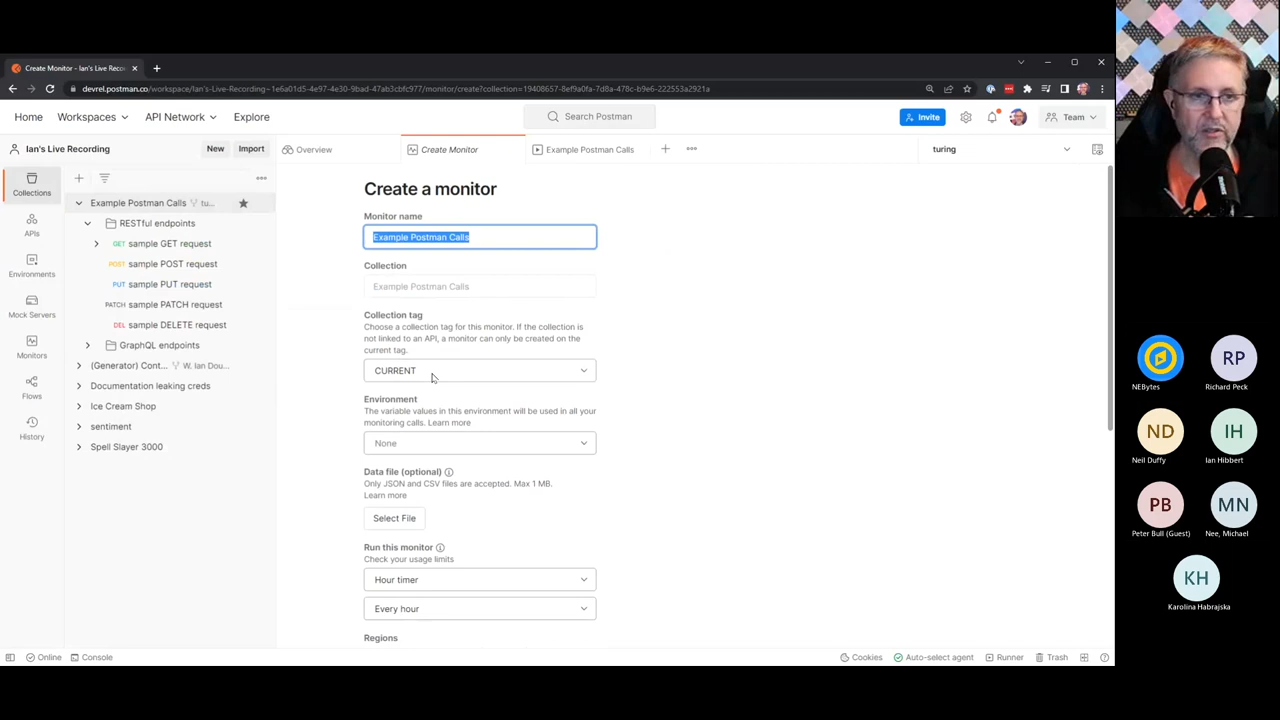 Create Monitor - Ian's Live Reco
devrel.postman.co/workspace/Ian's-Live-Recording~1e6a01d5-4e97-4e30-9bad-47ab3cbfc977/monitor/create?collection=19408657-8ef9a0fa-7d8a-478c-b9e6-222553a2921a
Home Workspaces API Network Explore
Search Postman
Invite
Team
Ian's Live Recording
New Import
Overview
Create Monitor
Example Postman Calls
turing
Collections
APIs
Environments
Mock Servers
Monitors
Flows
History
Example Postman Calls tu...
RESTful endpoints
GET sample GET request
POST sample POST request
PUT sample PUT request
PATCH sample PATCH request
DEL sample DELETE request
GraphQL endpoints
(Generator) Cont... W. Ian Dou...
Documentation leaking creds
Ice Cream Shop
sentiment
Spell Slayer 3000
Create a monitor
Monitor name
Example Postman Calls
Collection
Example Postman Calls
Collection tag
Choose a collection tag for this monitor. If the collection is
not linked to an API, a monitor can only be created on the
current tag.
CURRENT
Environment
The variable values in this environment will be used in all your
monitoring calls. Learn more
None
Data file (optional)
Only JSON and CSV files are accepted. Max 1 MB.
Learn more
Select File
Run this monitor
Check your usage limits
Hour timer
Every hour
Regions
Online Console
Cookies Auto-select agent Runner Trash
NEBytes
RP
Richard Peck
ND
Neil Duffy
IH
Ian Hibbert
PB
Peter Bull (Guest)
MN
Nee, Michael
KH
Karolina Habrajska